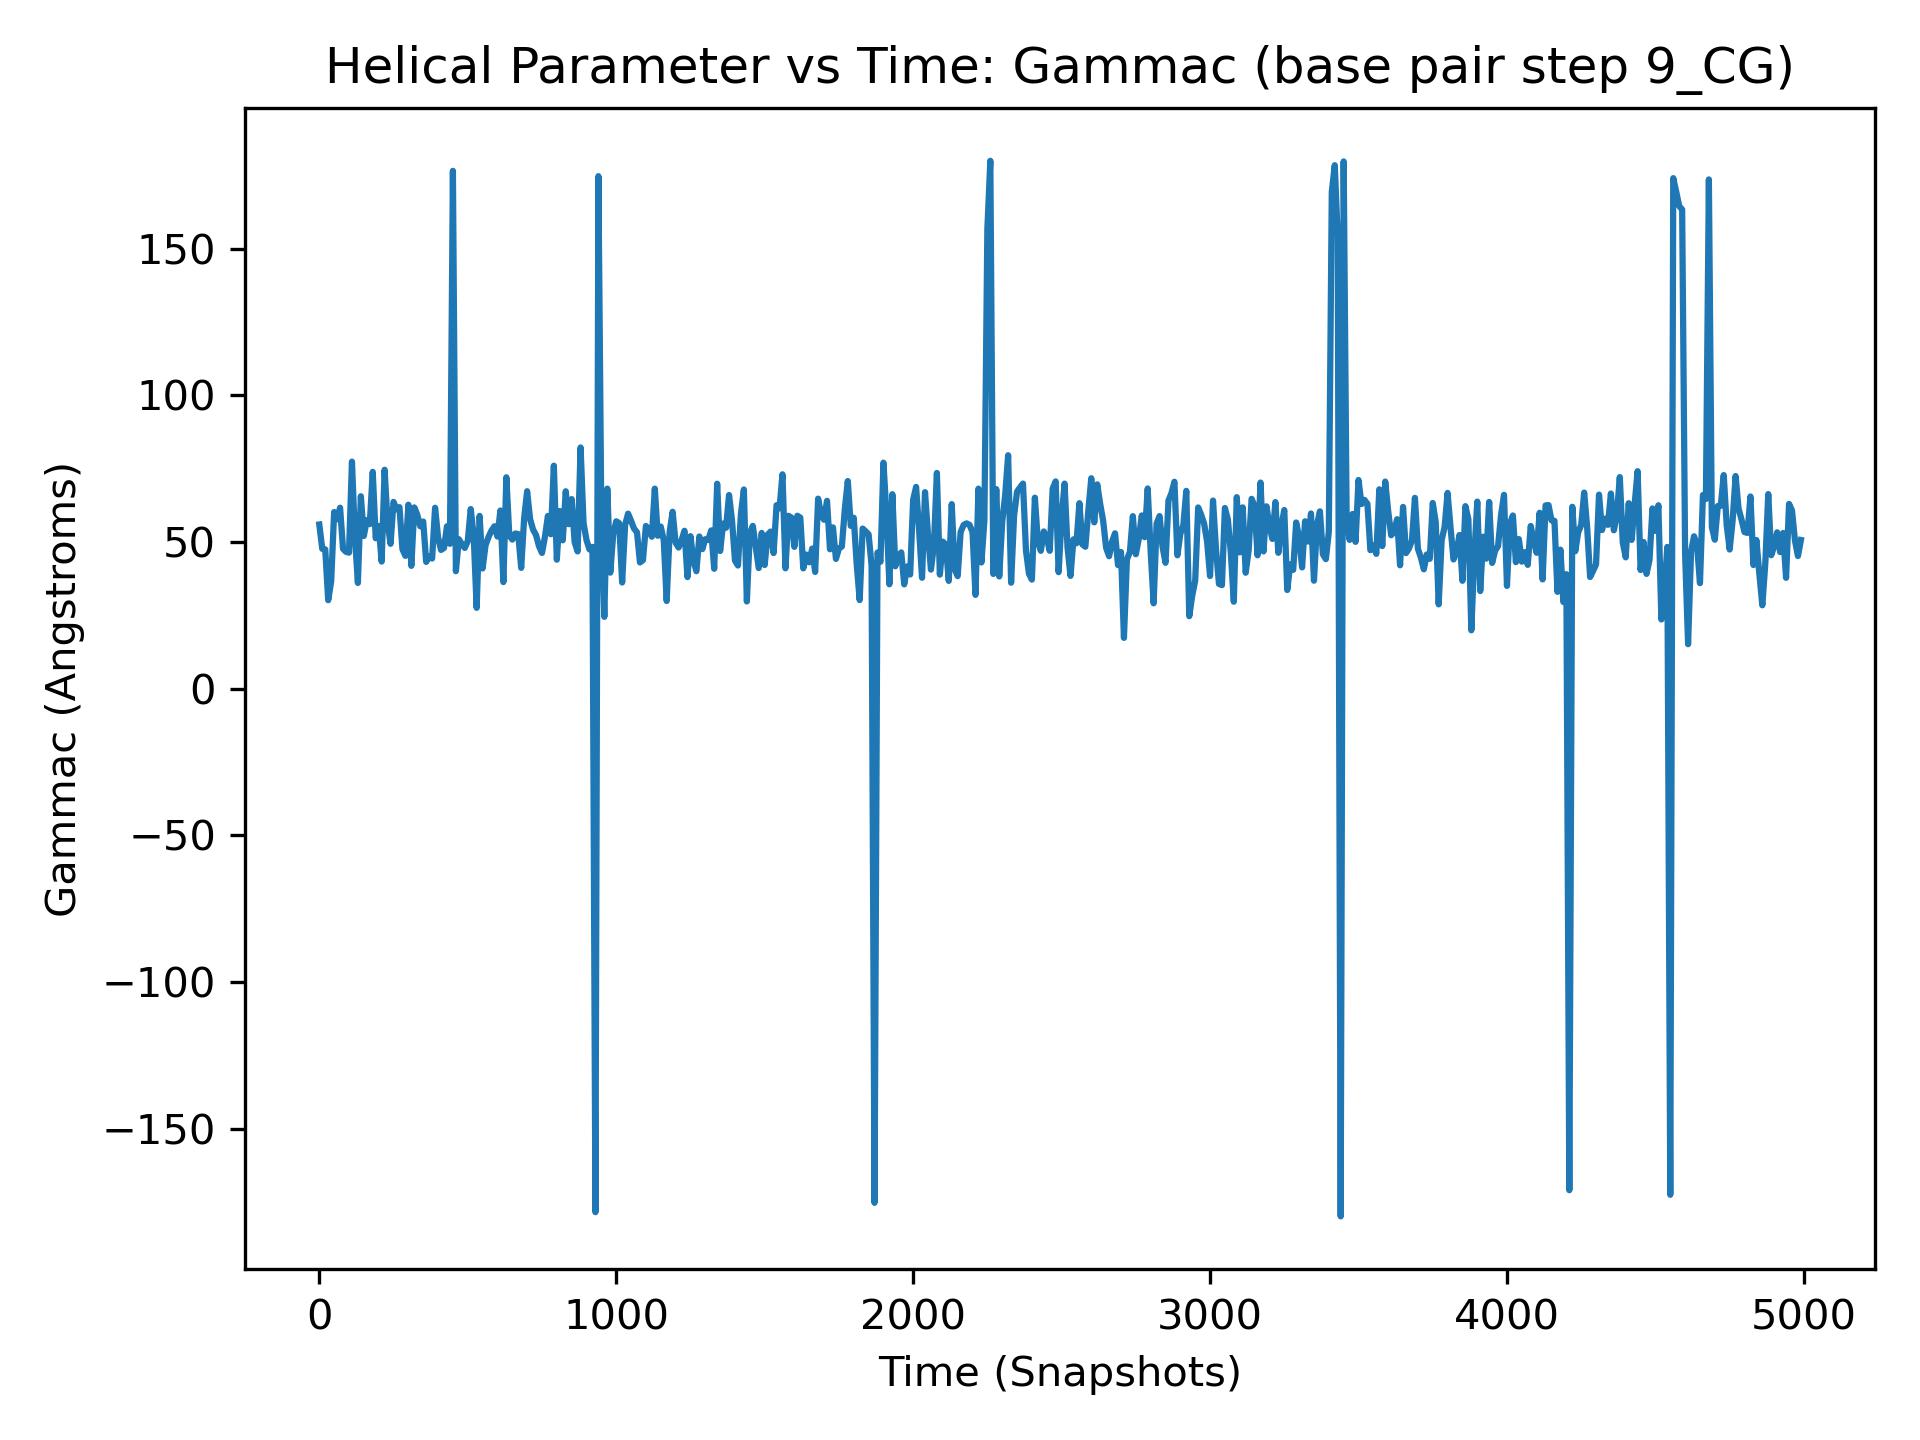 Helical Parameter vs Time: Gammac (base pair step 9_CG)
Gammac (Angstroms)
150
100
50
0
−50
−100
−150
0 1000 2000 3000 4000 5000
Time (Snapshots)